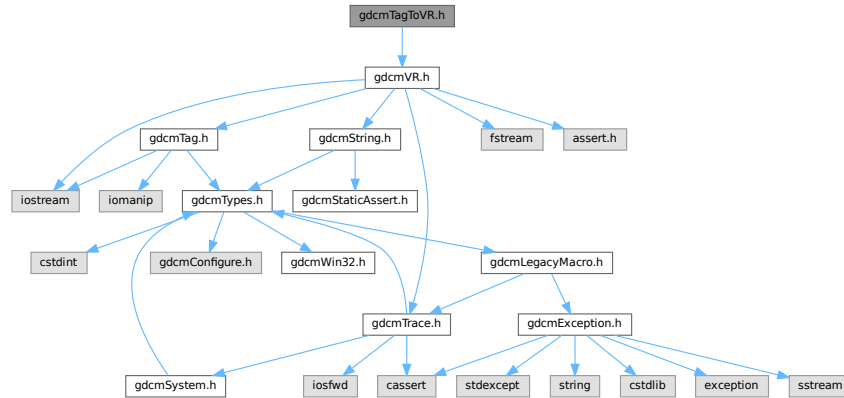 gdcmTagToVR.h
gdcmVR.h
gdcmTag.h
gdcmString.h
fstream
assert.h
iostream
iomanip
gdcmTypes.h
gdcmStaticAssert.h
cstdint
gdcmConfigure.h
gdcmWin32.h
gdcmLegacyMacro.h
gdcmTrace.h
gdcmException.h
gdcmSystem.h
iosfwd
cassert
stdexcept
string
cstdlib
exception
sstream